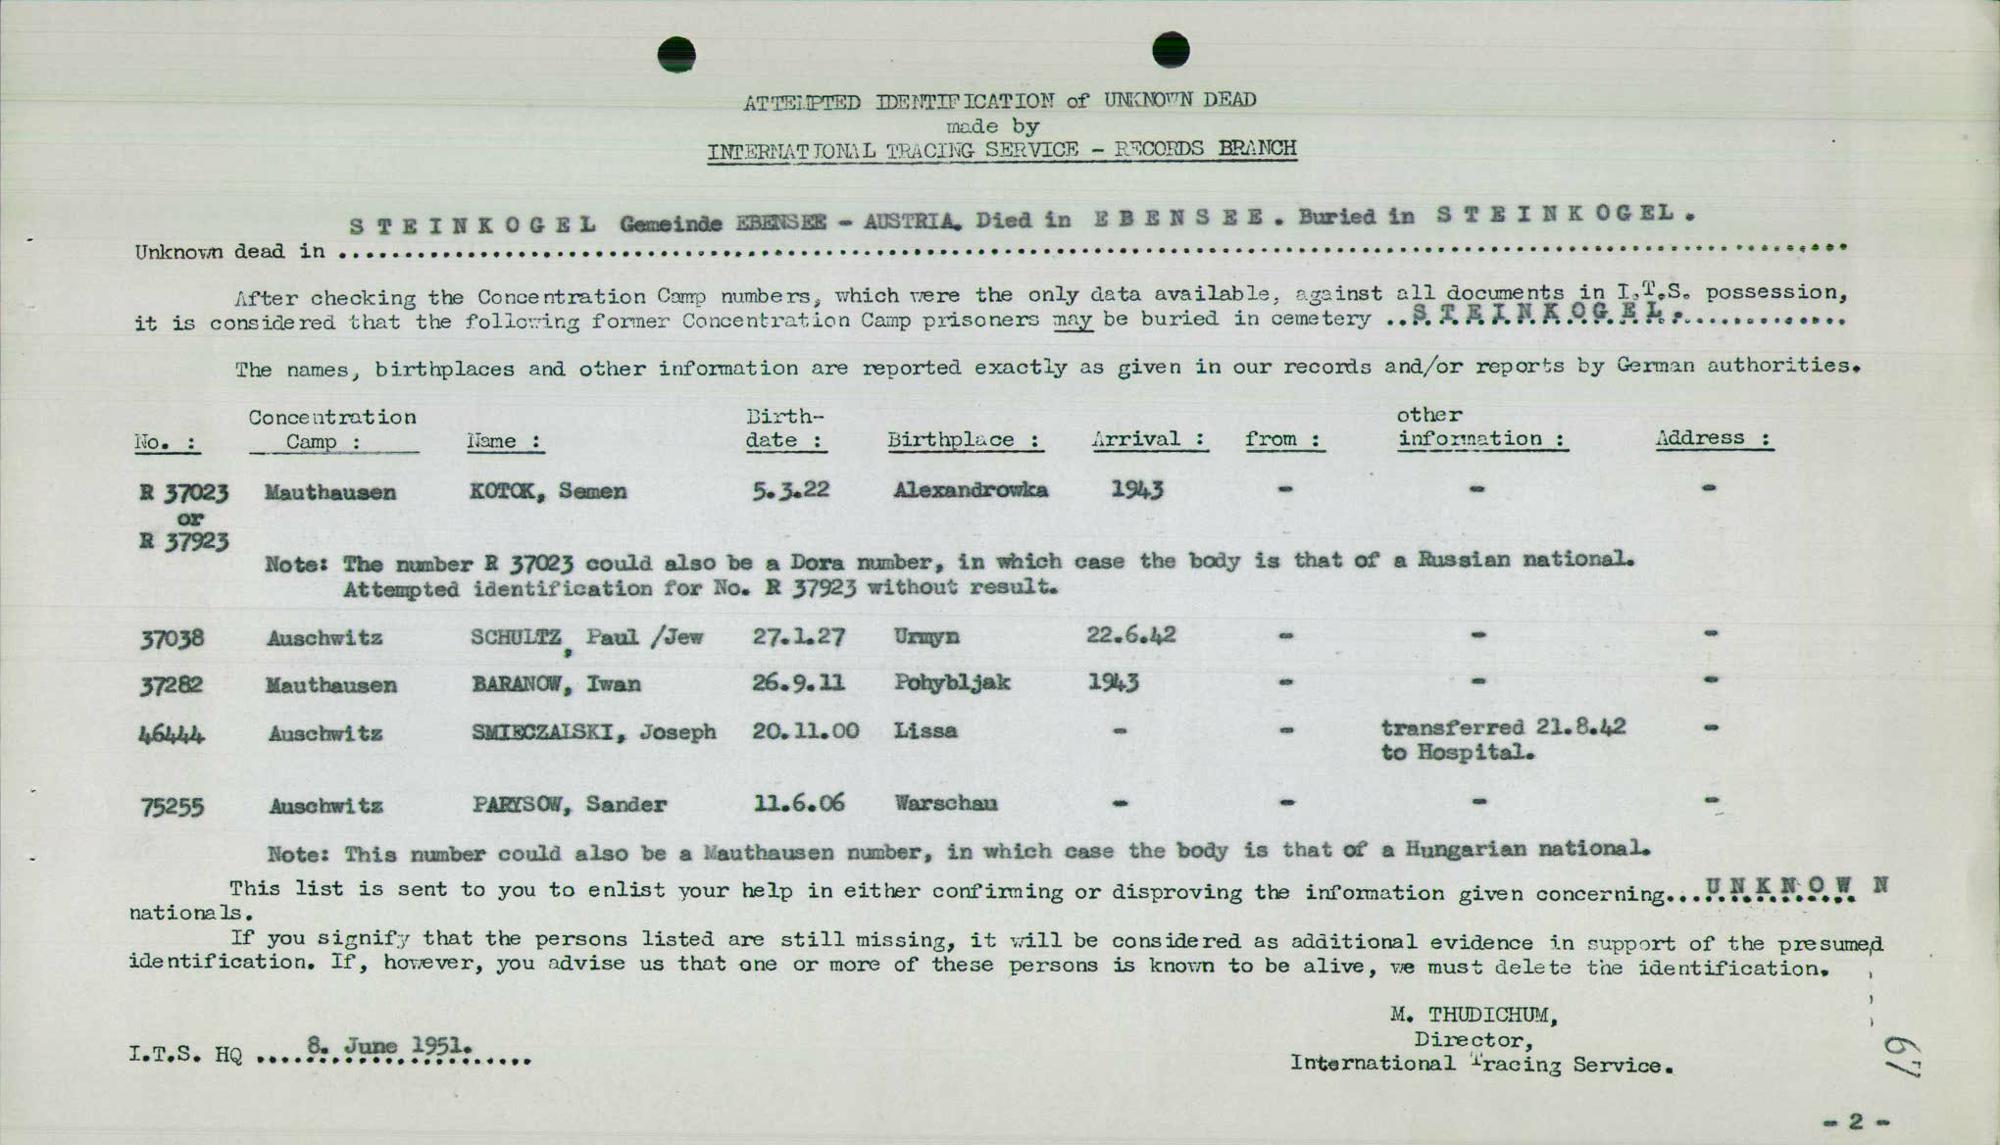 ATTEMPTED IDENTIFICATION of UNKNOWN DEAD
made by
INTERNATIONAL TRACING SERVICE - RECORDS BRANCH
S T E I N K O G E L Gemeinde EBENSEE - AUSTRIA. Died in E B E N S E E . Buried in S T E I N K O G E L .
Unknown dead in ..........
After checking the Concentration Camp numbers, which were the only data available, against all documents in I.T.S. possession,
it is considered that the following former Concentration Camp prisoners may be buried in cemetery ..S.T.E.I.N.K.O.G.E.L...............
The names, birthplaces and other information are reported exactly as given in our records and/or reports by German authorities.
Concentration Birth- other
No. : Camp : Name : date : Birthplace : Arrival : from : information : Address :
R 37023 Mauthausen KOTOK, Semen 5.3.22 Alexandrowka 1943 - - -
or
R 37923
Note: The number R 37023 could also be a Dora number, in which case the body is that of a Russian national.
Attempted identification for No. R 37923 without result.
37038 Auschwitz SCHULTZ, Paul /Jew 27.1.27 Urmyn 22.6.42 - - -
37282 Mauthausen BARANOW, Iwan 26.9.11 Pohybljak 1943 - - -
46444 Auschwitz SMIECZALSKI, Joseph 20.11.00 Lissa - - transferred 21.8.42 -
to Hospital.
75255 Auschwitz PARYSOW, Sander 11.6.06 Warschau - - - -
Note: This number could also be a Mauthausen number, in which case the body is that of a Hungarian national.
This list is sent to you to enlist your help in either confirming or disproving the information given concerning...U N K N O W N
nationals.
If you signify that the persons listed are still missing, it will be considered as additional evidence in support of the presumed
identification. If, however, you advise us that one or more of these persons is known to be alive, we must delete the identification.
M. THUDICHUM,
Director,
I.T.S. HQ ....8. June 1951.........
International Tracing Service.
67
- 2 -